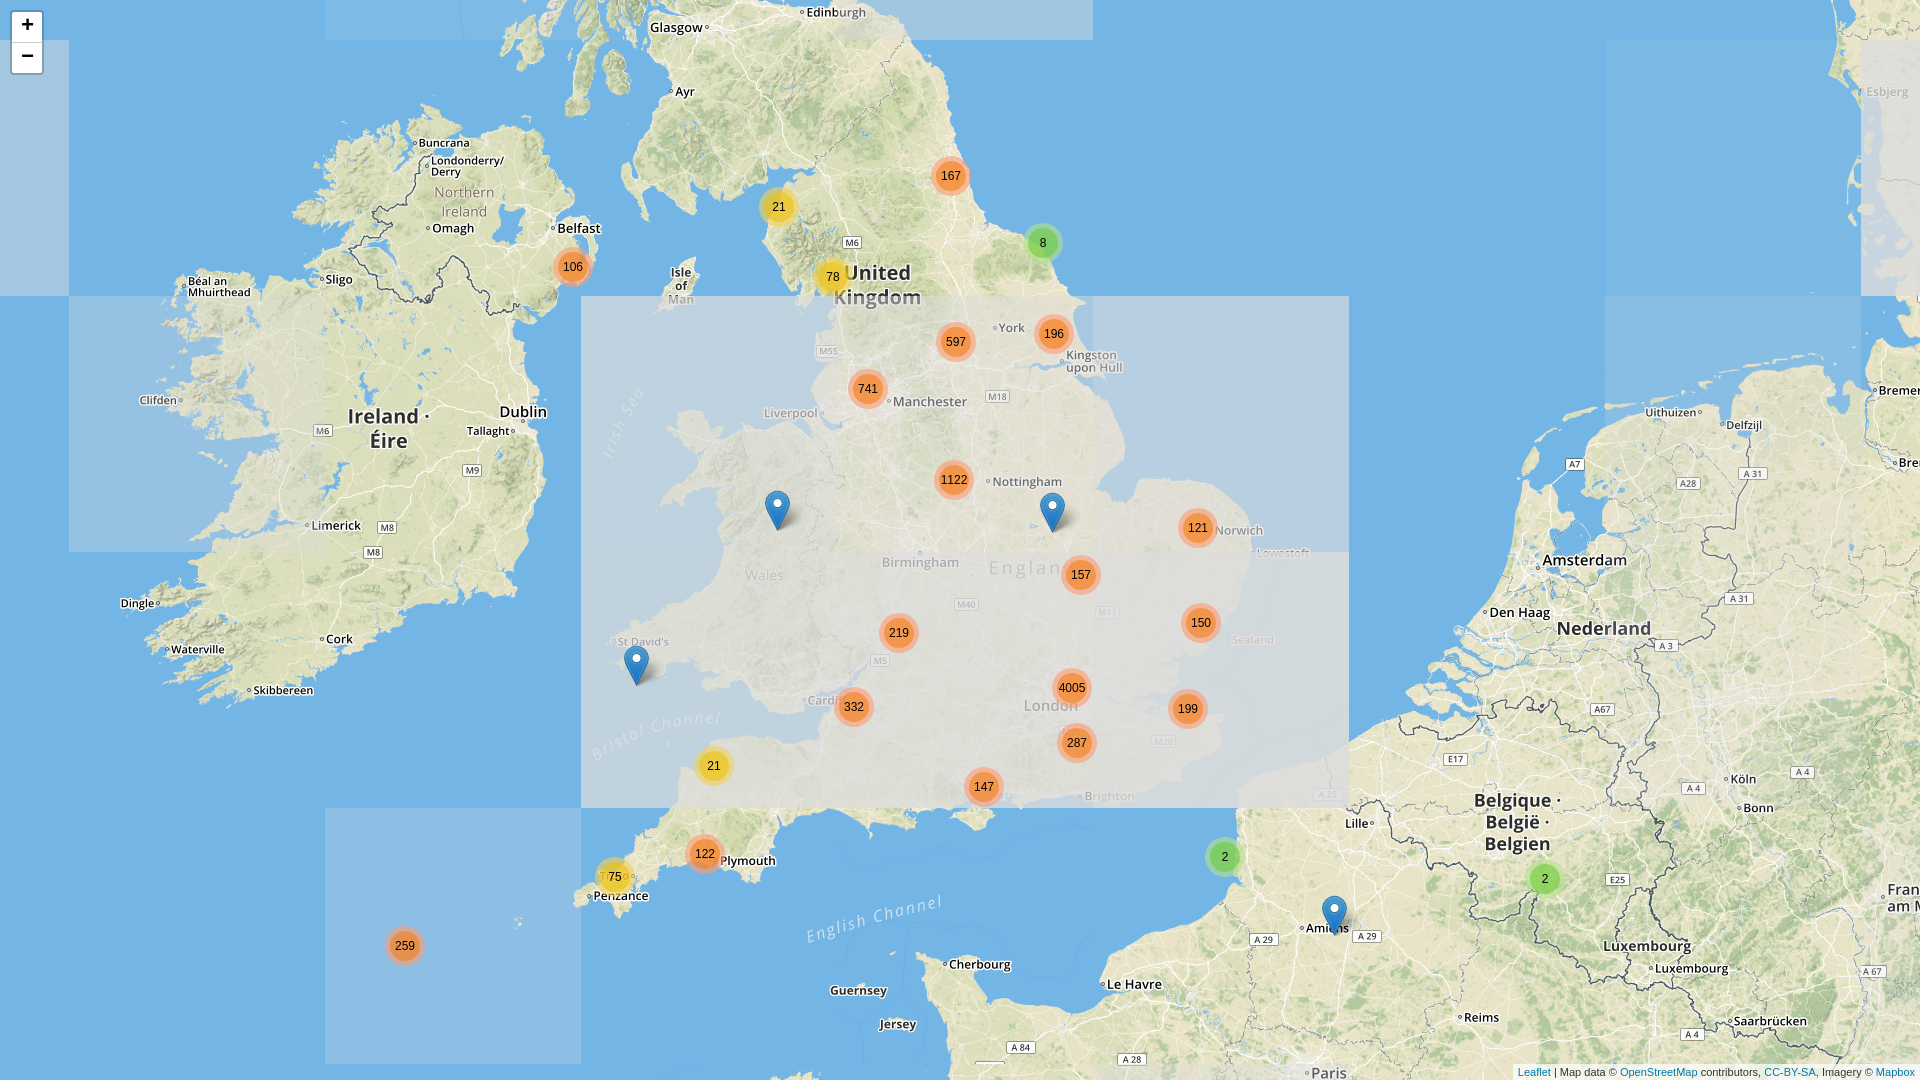 +
−
Edinburgh
Glasgow
Ayr
Esbjerg
Buncrana
Londonderry/
Derry
Northern
Ireland
Omagh
Belfast
167
21
8
M6
106
78
United
Kingdom
Isle
of
Man
Sligo
Béal an
Mhuirthead
York
196
597
Kingston
upon Hull
M55
741
Manchester
M18
Liverpool
Irish Sea
Clifden
Ireland ·
Éire
M6
Dublin
Tallaght
M9
Uithuizen
Delfzijl
A7
A 31
A28
1122
Nottingham
121
Norwich
Lowestoft
Limerick
M8
M8
Birmingham
Wales
157
Amsterdam
Dingle
M40
M11
Den Haag
A 31
Nederland
Cork
Waterville
St David's
219
150
Sealand
A 3
M5
Skibbereen
4005
London
332
199
A67
Bristol Channel
287
M20
E17
21
147
Brighton
A 25
Köln
A 4
A 4
Bonn
Belgique ·
België ·
Belgien
Lille
122
Plymouth
2
2
E25
75
Penzance
English Channel
259
Amiens
A 29
A 29
Luxembourg
Luxembourg
A 67
Cherbourg
Guernsey
Le Havre
Jersey
Reims
Saarbrücken
A 4
A 84
A 28
Paris
Leaflet | Map data © OpenStreetMap contributors, CC-BY-SA, Imagery © Mapbox